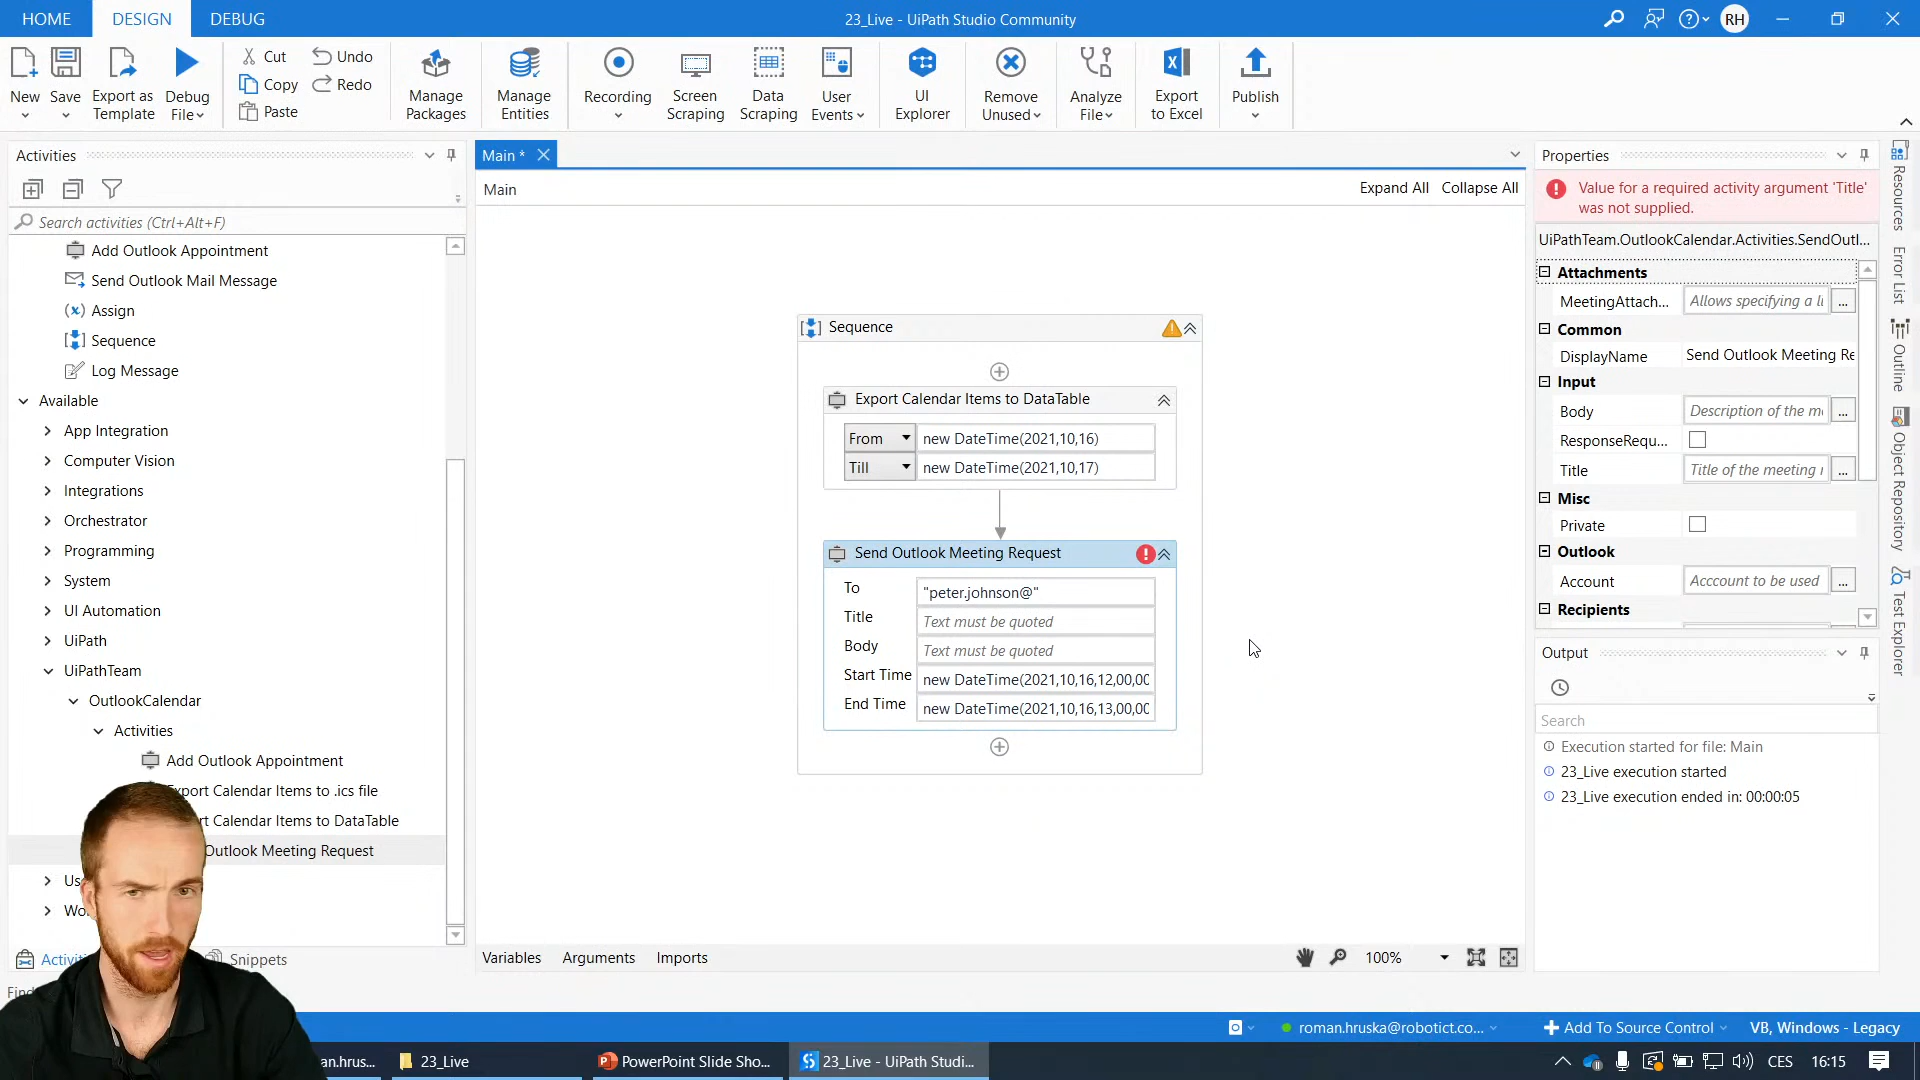 HOME DESIGN DEBUG
23_Live - UiPath Studio Community
RH
New
Save
Export as
Template
Debug
File
Cut
Copy
Paste
Undo
Redo
Manage
Packages
Manage
Entities
Recording
Screen
Scraping
Data
Scraping
User
Events
UI
Explorer
Remove
Unused
Analyze
File
Export
to Excel
Publish
Activities
Search activities (Ctrl+Alt+F)
Add Outlook Appointment
Send Outlook Mail Message
Assign
Sequence
Log Message
Available
App Integration
Computer Vision
Integrations
Orchestrator
Programming
System
UI Automation
UiPath
UiPathTeam
OutlookCalendar
Activities
Add Outlook Appointment
xport Calendar Items to .ics file
rt Calendar Items to DataTable
Outlook Meeting Request
Us
Wo
Activiti
Snippets
Find
Main *
Main
Expand All Collapse All
Sequence
Export Calendar Items to DataTable
From new DateTime(2021,10,16)
Till new DateTime(2021,10,17)
Send Outlook Meeting Request
To "peter.johnson@"
Title Text must be quoted
Body Text must be quoted
Start Time new DateTime(2021,10,16,12,00,00
End Time new DateTime(2021,10,16,13,00,00
Variables Arguments Imports
100%
Properties
Value for a required activity argument 'Title'
was not supplied.
UiPathTeam.OutlookCalendar.Activities.SendOutl...
Attachments
MeetingAttach... Allows specifying a li ...
Common
DisplayName Send Outlook Meeting Re
Input
Body Description of the m ...
ResponseRequ...
Title Title of the meeting r ...
Misc
Private
Outlook
Account Acccount to be used ...
Recipients
Output
Search
Execution started for file: Main
23_Live execution started
23_Live execution ended in: 00:00:05
Resources
Error List
Outline
Object Repository
Test Explorer
roman.hruska@robotict.co...
Add To Source Control
VB, Windows - Legacy
an.hrus...
23_Live
PowerPoint Slide Sho...
23_Live - UiPath Studi...
CES
16:15